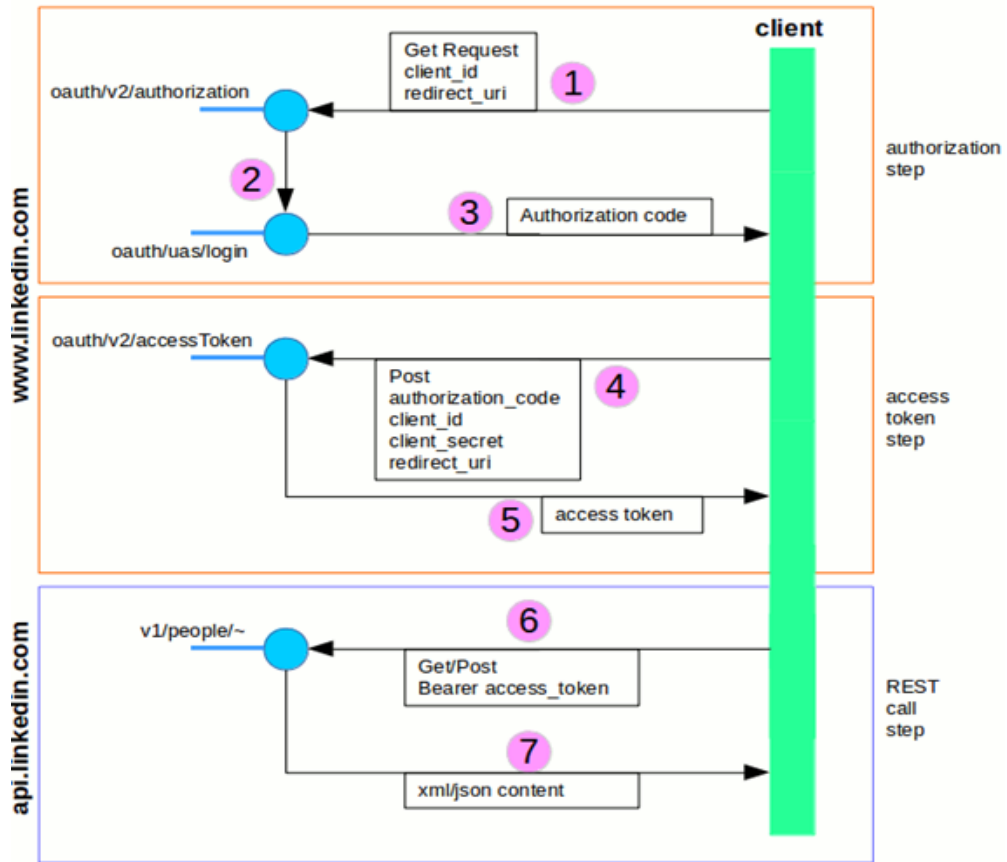 client
Get Request
client_id
redirect_uri
1
oauth/v2/authorization
authorization
step
2
3
Authorization code
oauth/uas/login
www.linkedin.com
oauth/v2/accessToken
Post
authorization_code
client_id
client_secret
redirect_uri
4
access
token
step
5
access token
v1/people/~
6
Get/Post
Bearer access_token
REST
call
step
7
xml/json content
api.linkedin.com